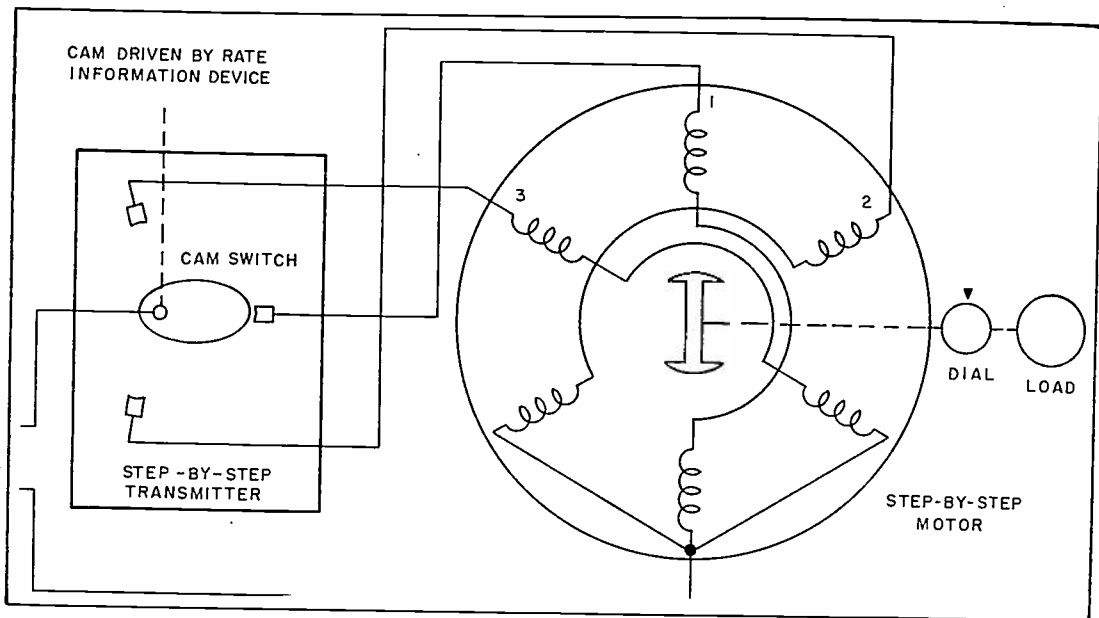 CAM DRIVEN BY RATE
INFORMATION DEVICE
1
2
3
CAM SWITCH
DIAL
LOAD
STEP-BY-STEP
TRANSMITTER
STEP-BY-STEP
MOTOR